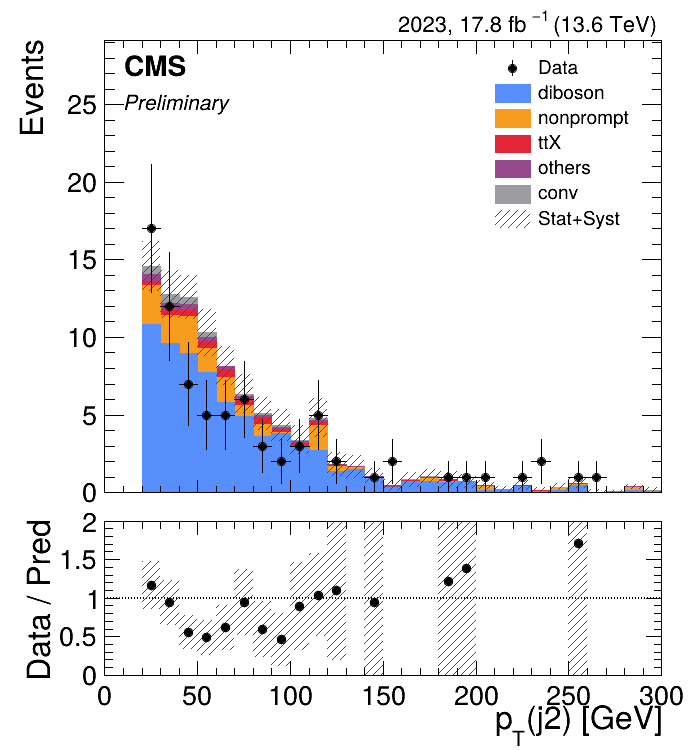 2023, 17.8 fb⁻¹ (13.6 TeV)
CMS
Preliminary
Events
25
20
15
10
5
0
Data
diboson
nonprompt
ttX
others
conv
Stat+Syst
Data / Pred
2
1.5
1
0.5
0
0 50 100 150 200 250 300
p_T(j2) [GeV]